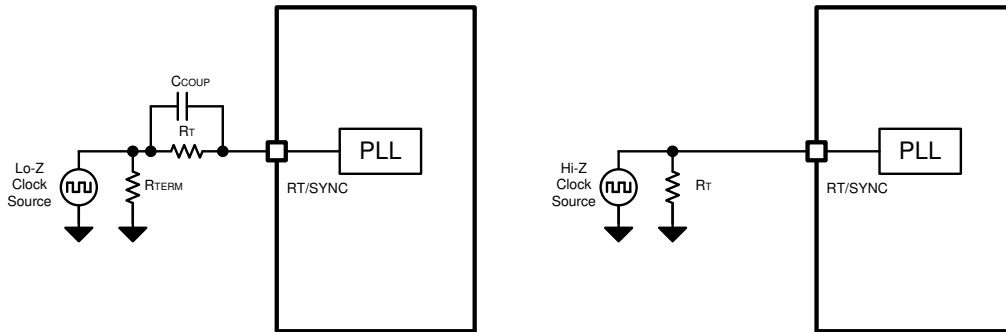 CCOUP
RT
Lo-Z
Clock
Source
RTERM
PLL
RT/SYNC
Hi-Z
Clock
Source
RT
PLL
RT/SYNC